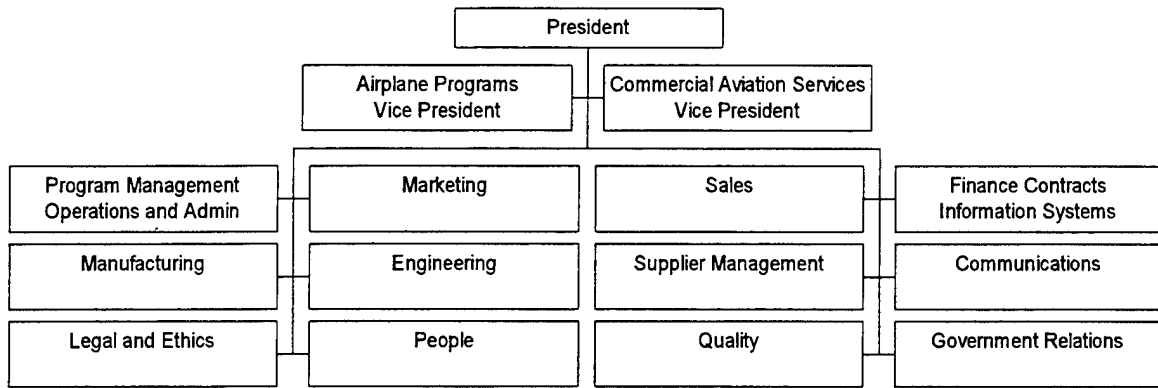 President
Airplane Programs
Vice President
Commercial Aviation Services
Vice President
Program Management
Operations and Admin
Marketing
Sales
Finance Contracts
Information Systems
Manufacturing
Engineering
Supplier Management
Communications
Legal and Ethics
People
Quality
Government Relations